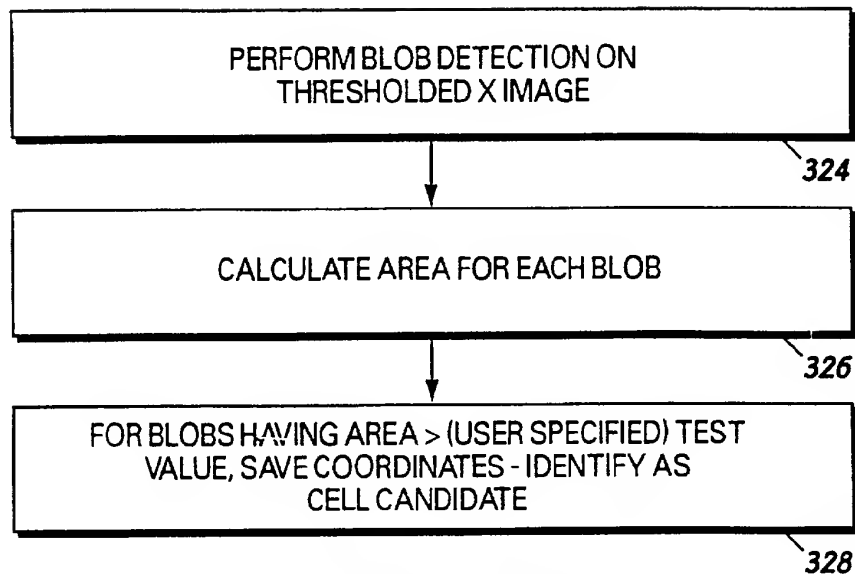 PERFORM BLOB DETECTION ON
THRESHOLDED X IMAGE
324
CALCULATE AREA FOR EACH BLOB
326
FOR BLOBS HAVING AREA > (USER SPECIFIED) TEST
VALUE, SAVE COORDINATES - IDENTIFY AS
CELL CANDIDATE
328